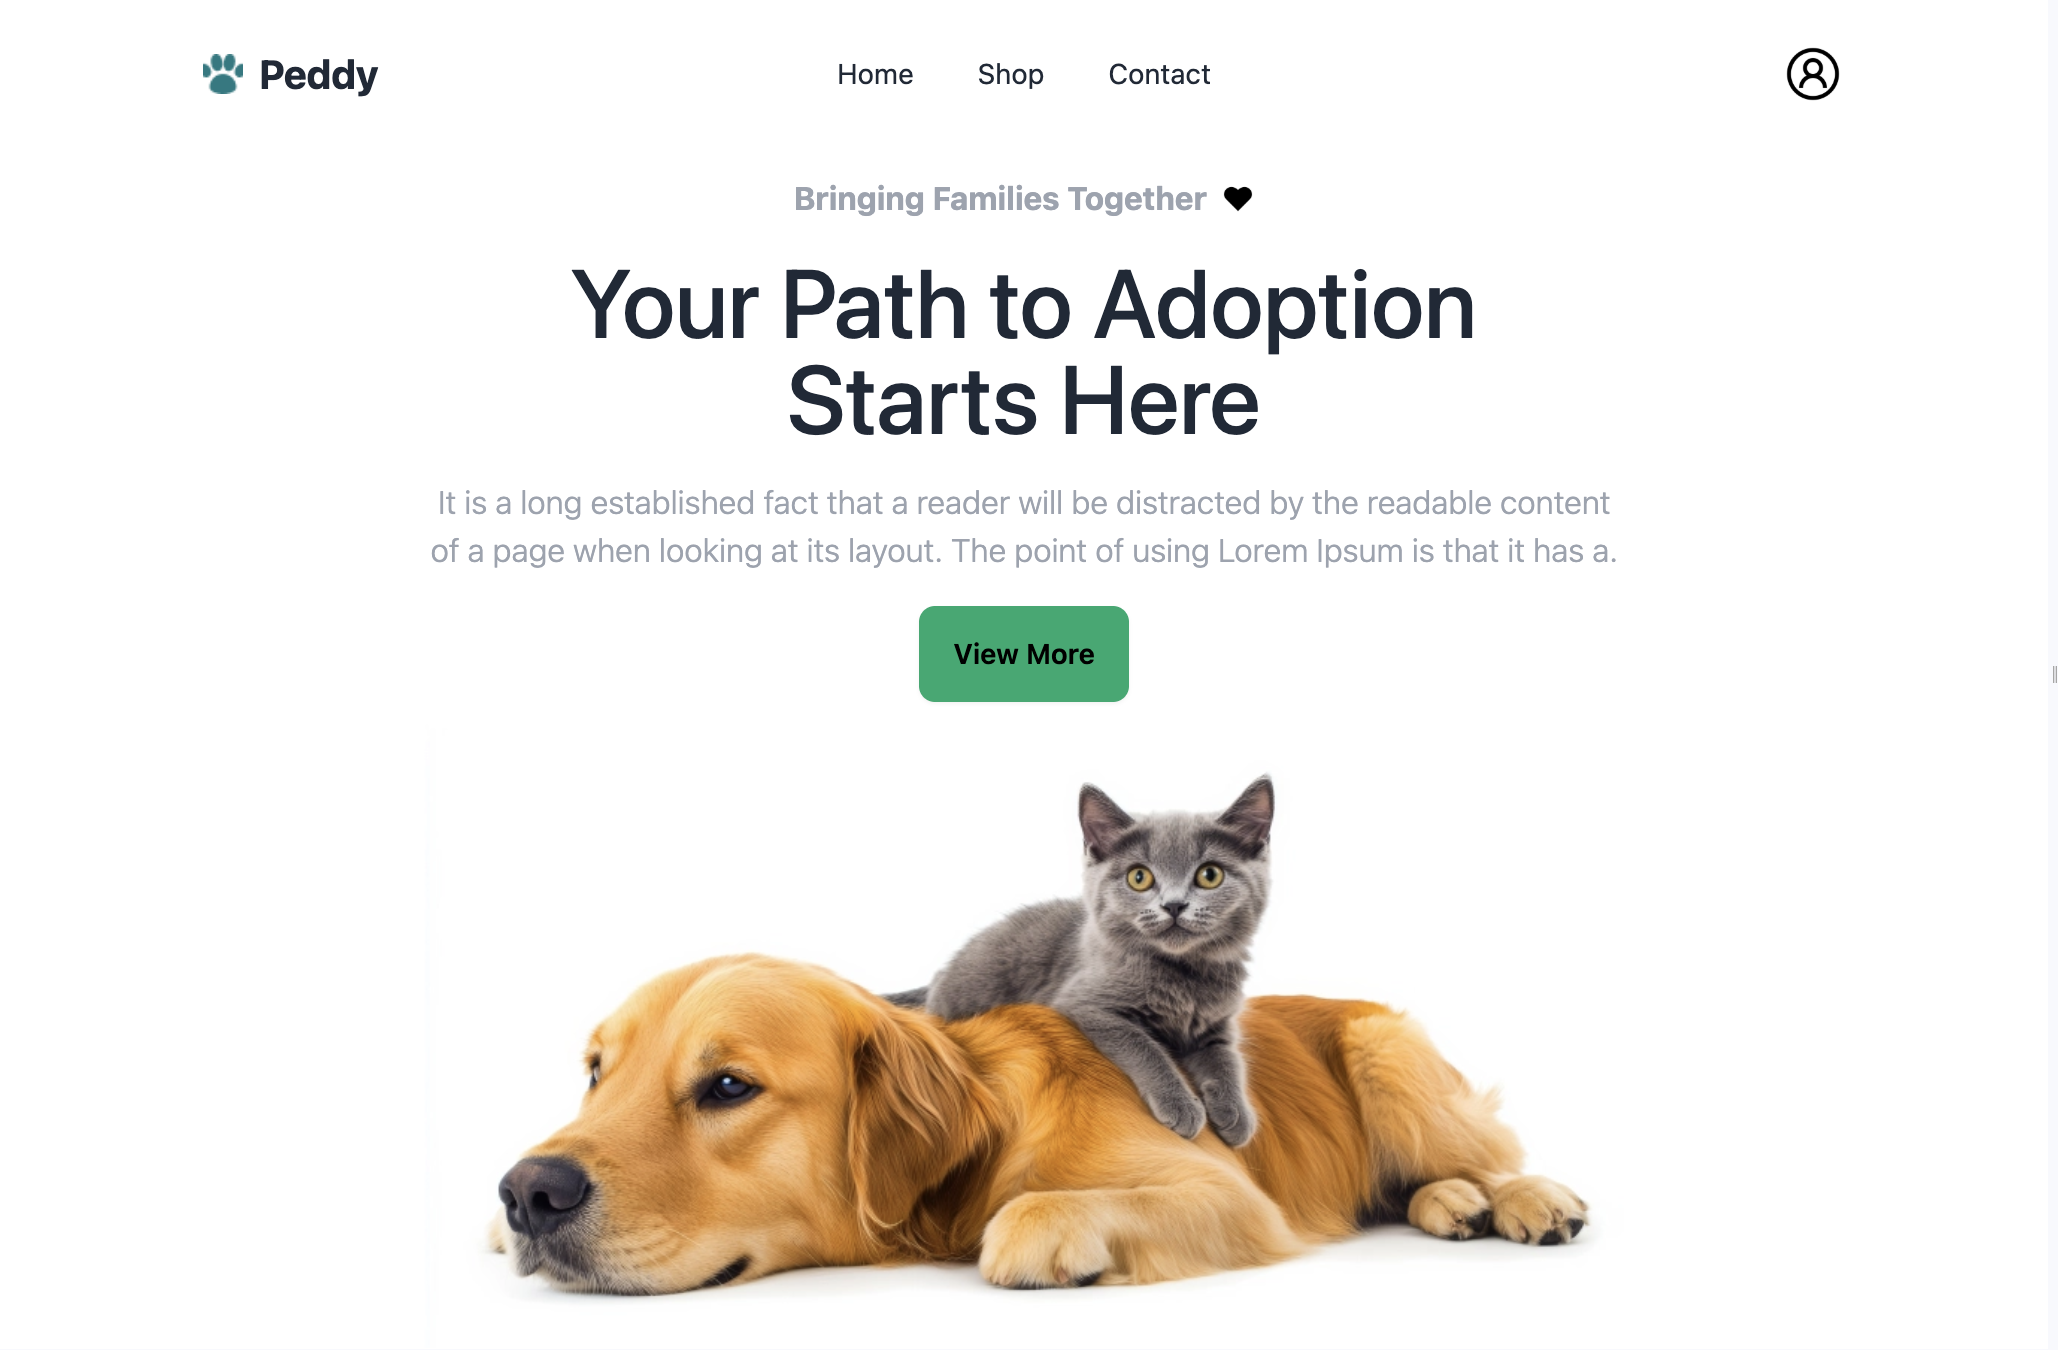 Peddy
Home Shop Contact
Bringing Families Together
Your Path to Adoption
Starts Here
It is a long established fact that a reader will be distracted by the readable content
of a page when looking at its layout. The point of using Lorem Ipsum is that it has a.
View More